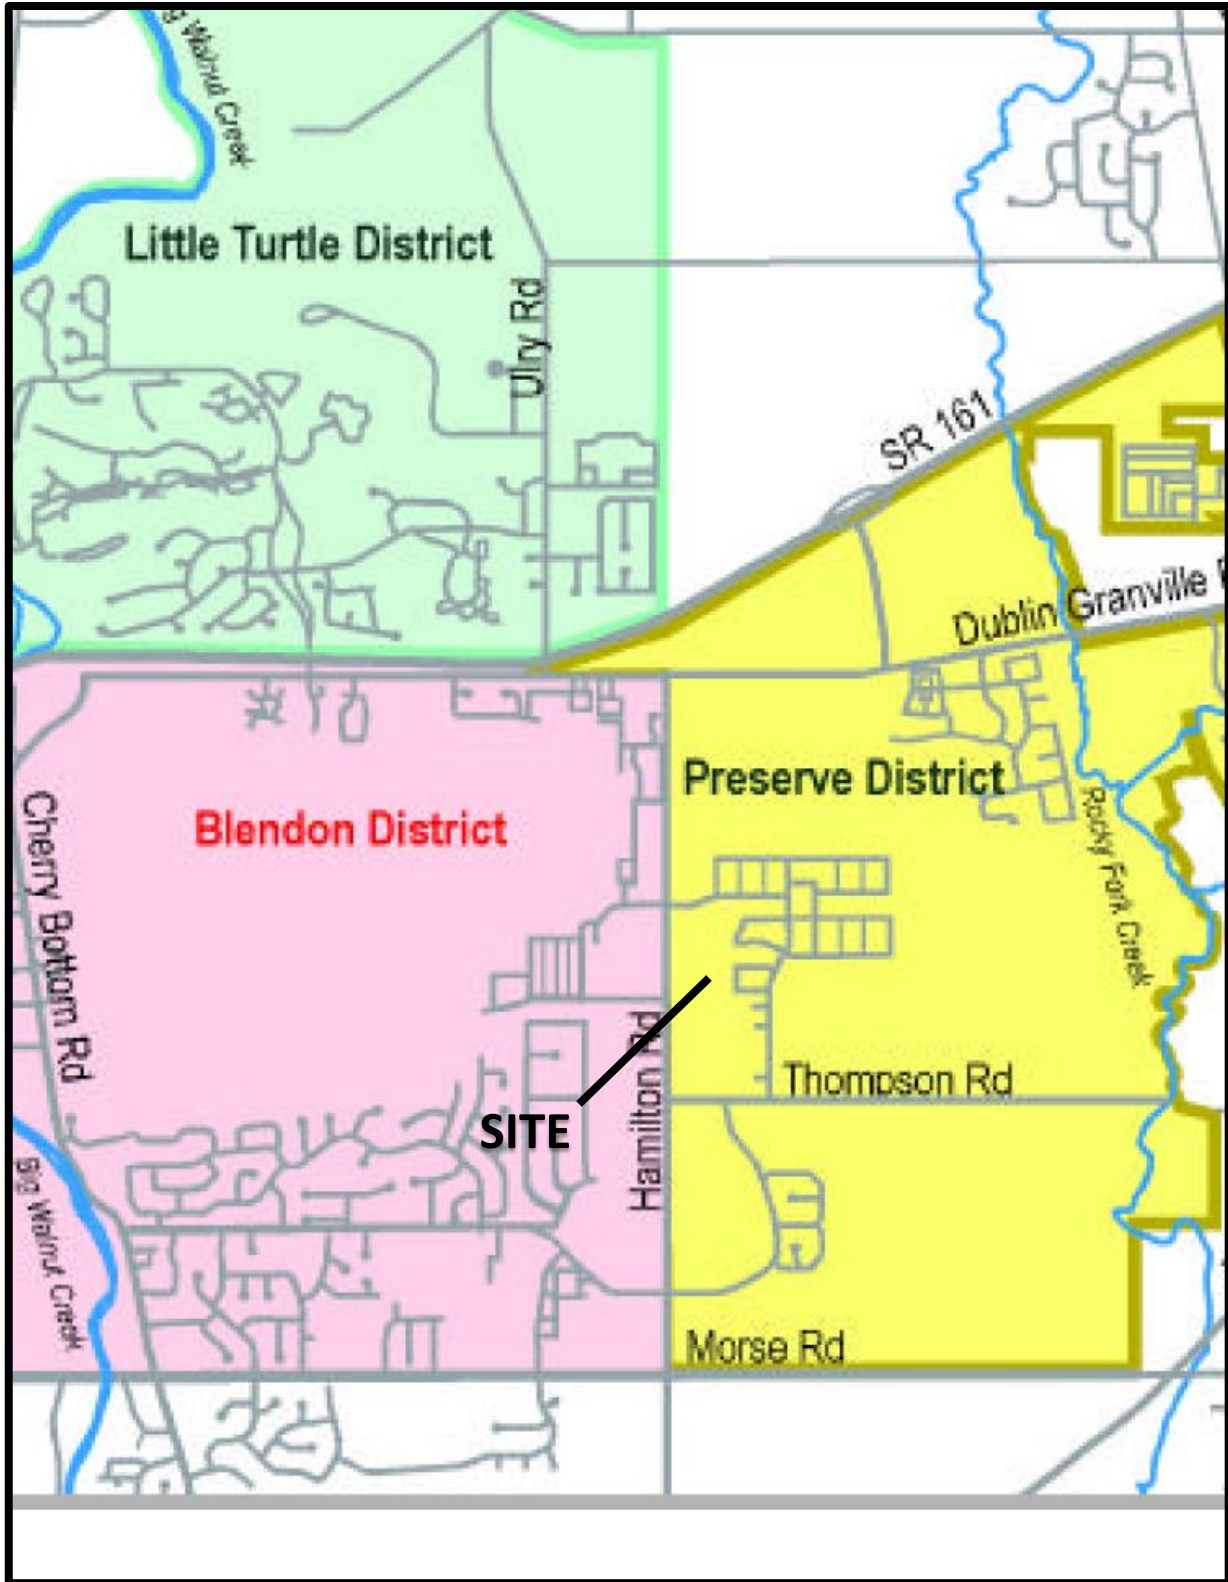 g Walnut Creek
Little Turtle District
Ulry Rd
SR 161
Dublin Granville
Preserve District
Blendon District
Cherry Bottom Rd
Rocky Fork Creek
Hamilton Rd
Thompson Rd
SITE
Big Walnut Creek
Morse Rd